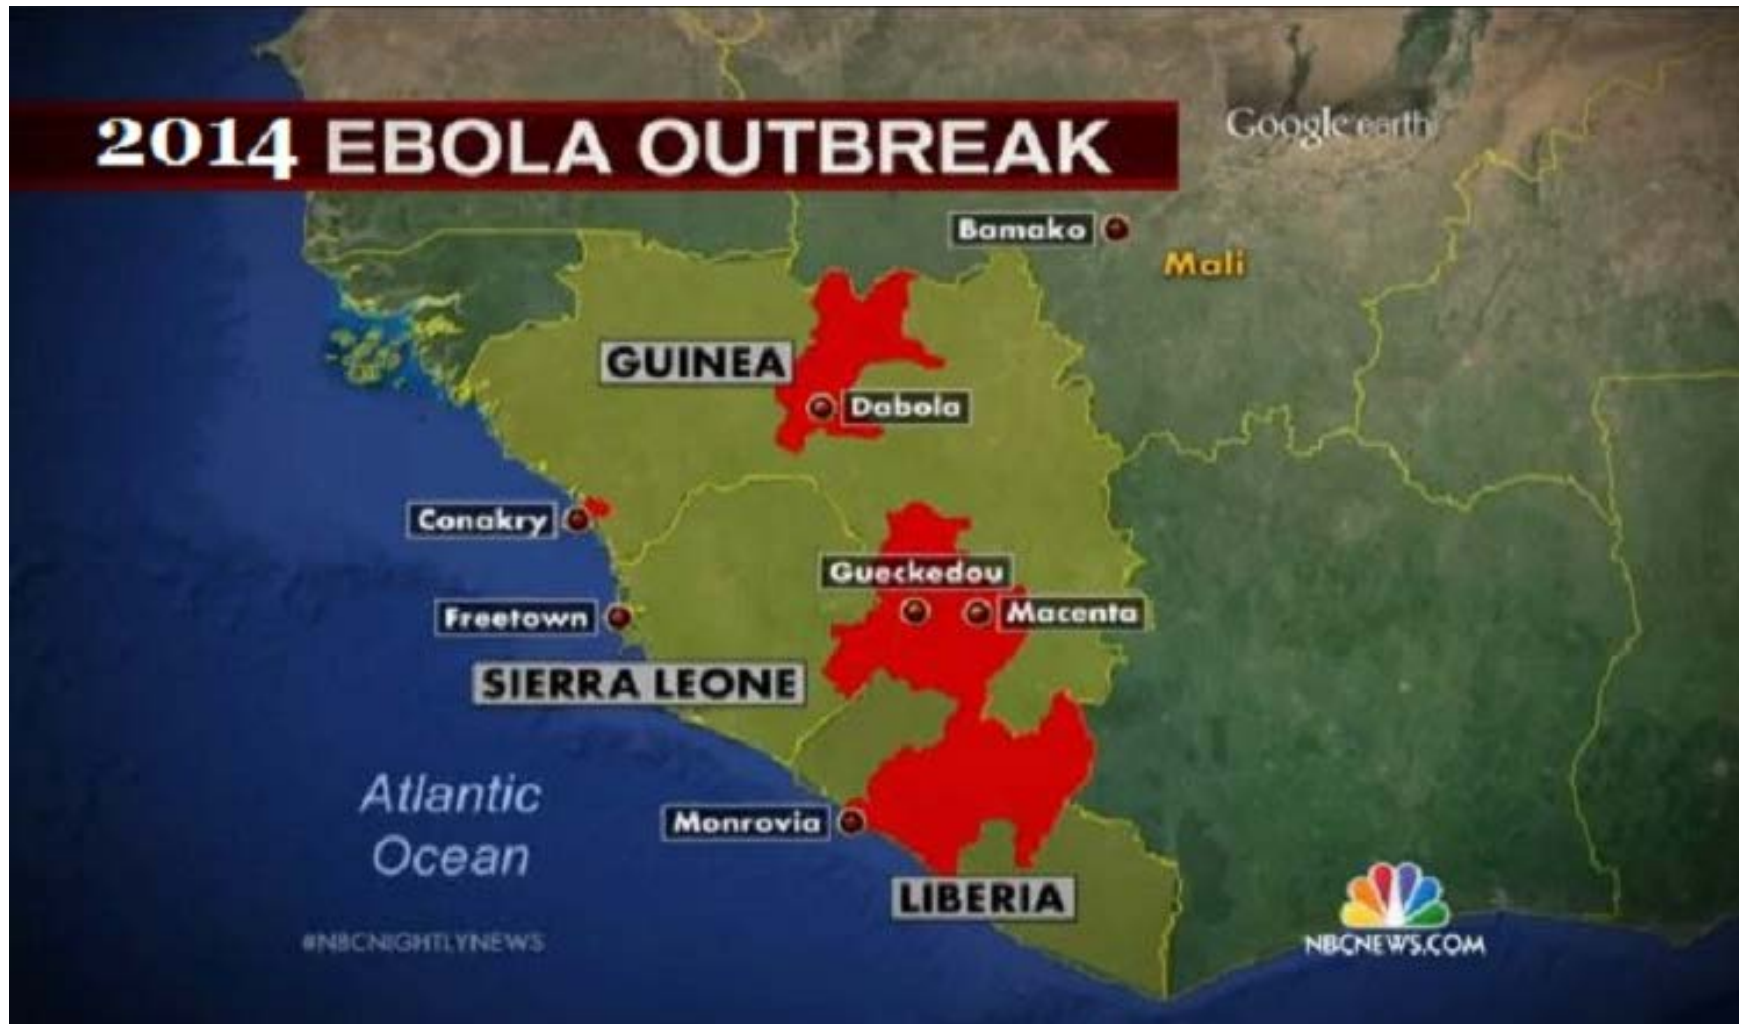 2014 EBOLA OUTBREAK
Google earth
Bamako
Mali
GUINEA
Dabola
Conakry
Gueckedou
Freetown
Macenta
SIERRA LEONE
Atlantic
Ocean
Monrovia
LIBERIA
#NBCNIGHTLYNEWS
NBCNEWS.COM